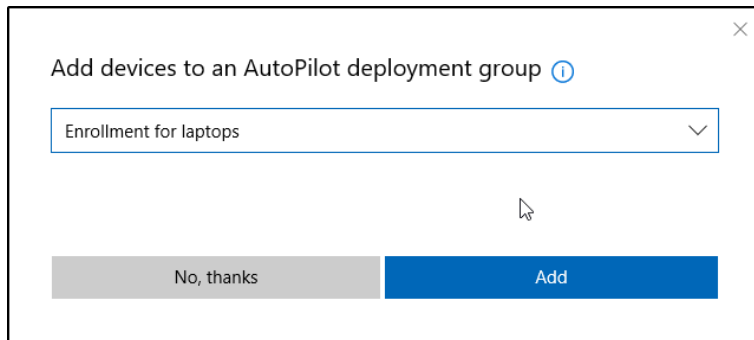 Add devices to an AutoPilot deployment group
Enrollment for laptops
No, thanks
Add